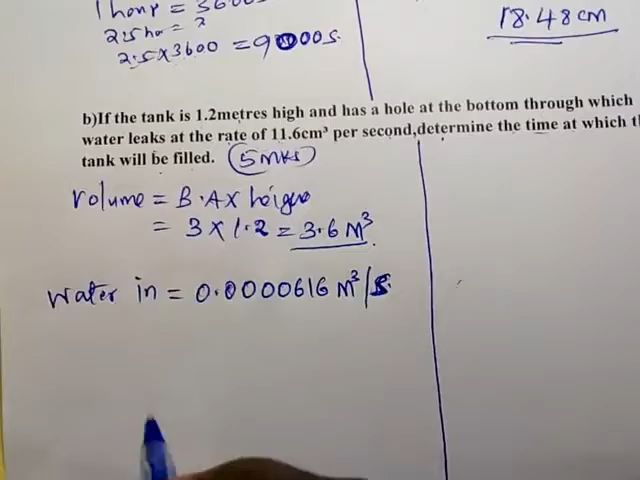 1 hour = 3600
2.5 hr = ?
2.5 x 3600 = 9000s.
18.48 cm
b)If the tank is 1.2metres high and has a hole at the bottom through which
water leaks at the rate of 11.6cm³ per second,determine the time at which th
tank will be filled. (5 mks)
Volume = B.A x
= 3 x 1.2 = 3.6 M³
Water in = 0.0000616 M³/s.